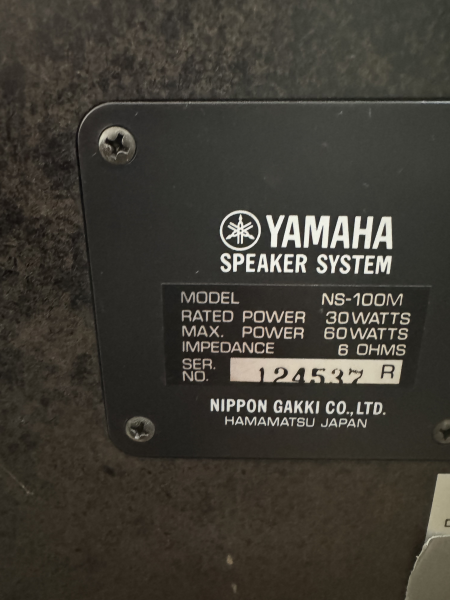 YAMAHA
SPEAKER SYSTEM
MODEL NS-100M
RATED POWER 30WATTS
MAX. POWER 60WATTS
IMPEDANCE 6 OHMS
SER.
NO. 124537 R
NIPPON GAKKI CO.,LTD.
HAMAMATSU JAPAN